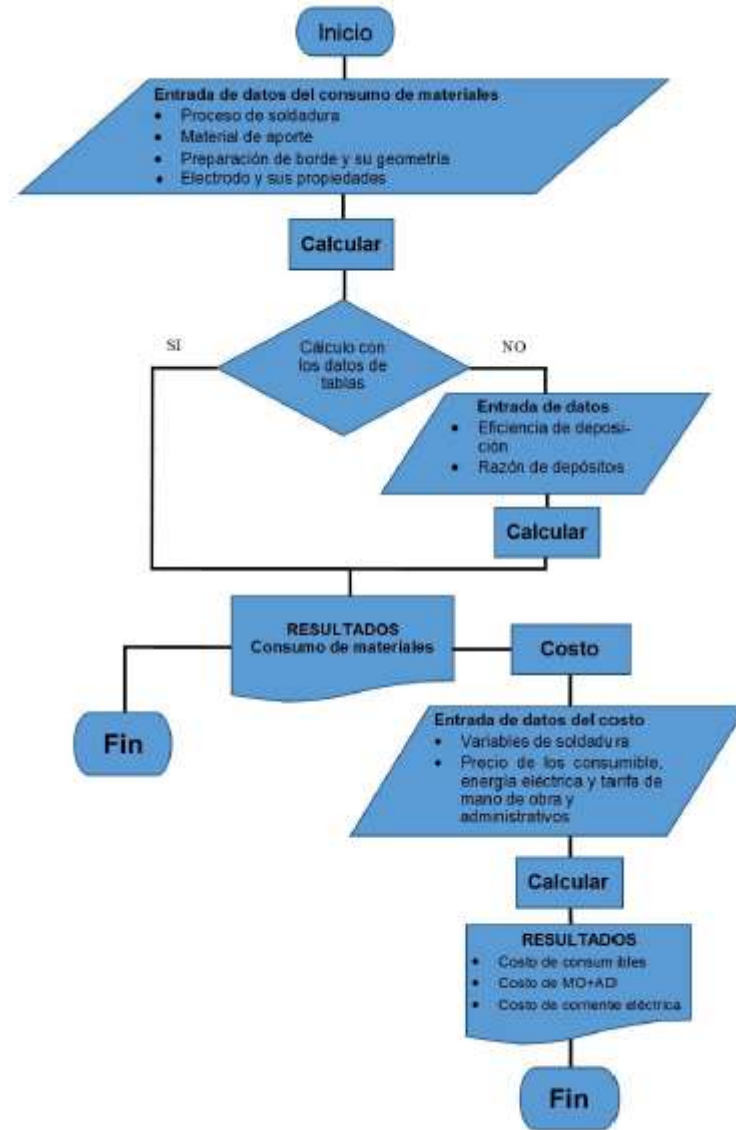 Inicio
Entrada de datos del consumo de materiales
• Proceso de soldadura
• Material de aporte
• Preparación de borde y su geometría
• Electrodo y sus propiedades
Calcular
SI
Cálculo con
los datos de
tablas
NO
Entrada de datos
• Eficiencia de deposi-
ción
• Razón de depósitos
Calcular
RESULTADOS
Consumo de materiales
Costo
Fin
Entrada de datos del costo
• Variables de soldadura
• Precio de los consumible,
energía eléctrica y tarifa de
mano de obra y
administrativos
Calcular
RESULTADOS
• Costo de consumibles
• Costo de MO+AD
• Costo de corriente eléctrica
Fin